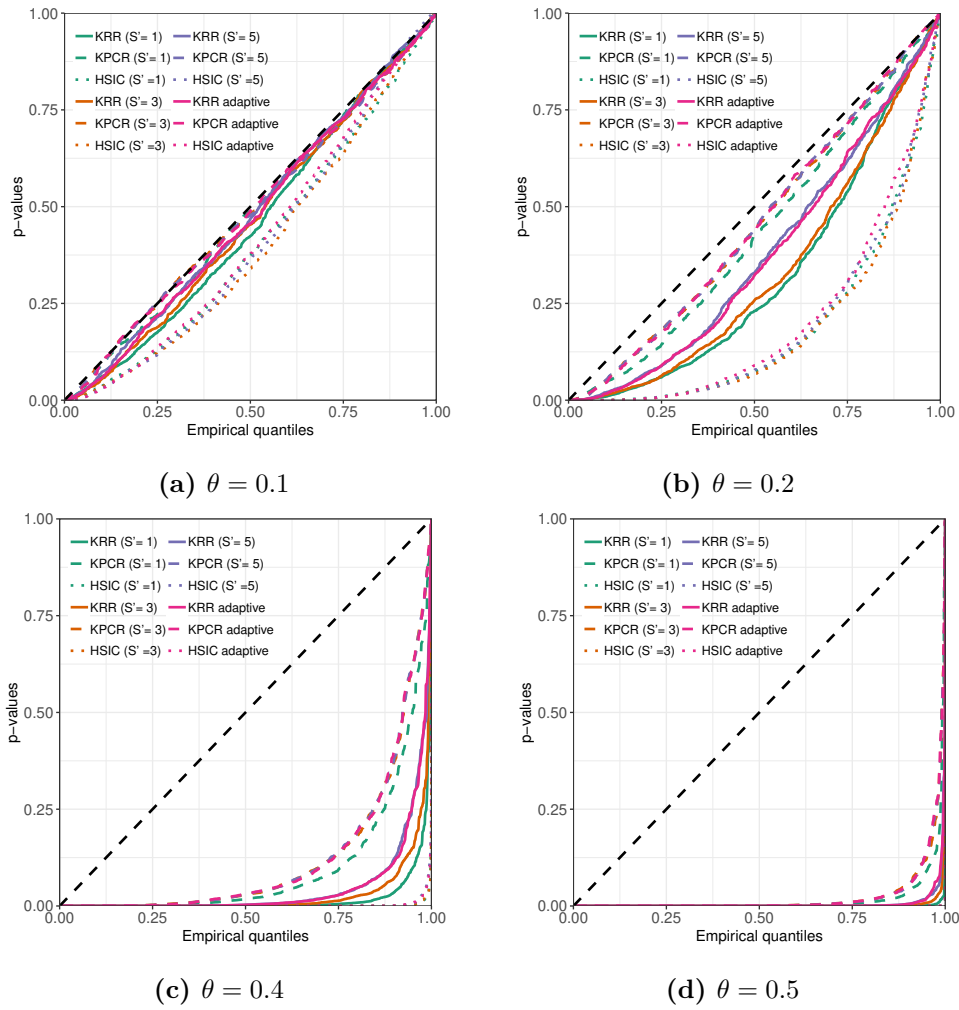 1.00
0.75
0.50
0.25
0.00
p-values
KRR (S'= 1) KRR (S'= 5)
KPCR (S'= 1) KPCR (S'= 5)
HSIC (S' =1) HSIC (S' =5)
KRR (S'= 3) KRR adaptive
KPCR (S'= 3) KPCR adaptive
HSIC (S' =3) HSIC adaptive
0.00 0.25 0.50 0.75 1.00
Empirical quantiles
(a) θ = 0.1
1.00
0.75
0.50
0.25
0.00
p-values
KRR (S'= 1) KRR (S'= 5)
KPCR (S'= 1) KPCR (S'= 5)
HSIC (S' =1) HSIC (S' =5)
KRR (S'= 3) KRR adaptive
KPCR (S'= 3) KPCR adaptive
HSIC (S' =3) HSIC adaptive
0.00 0.25 0.50 0.75 1.00
Empirical quantiles
(b) θ = 0.2
1.00
0.75
0.50
0.25
0.00
p-values
KRR (S'= 1) KRR (S'= 5)
KPCR (S'= 1) KPCR (S'= 5)
HSIC (S' =1) HSIC (S' =5)
KRR (S'= 3) KRR adaptive
KPCR (S'= 3) KPCR adaptive
HSIC (S' =3) HSIC adaptive
0.00 0.25 0.50 0.75 1.00
Empirical quantiles
(c) θ = 0.4
1.00
0.75
0.50
0.25
0.00
p-values
KRR (S'= 1) KRR (S'= 5)
KPCR (S'= 1) KPCR (S'= 5)
HSIC (S' =1) HSIC (S' =5)
KRR (S'= 3) KRR adaptive
KPCR (S'= 3) KPCR adaptive
HSIC (S' =3) HSIC adaptive
0.00 0.25 0.50 0.75 1.00
Empirical quantiles
(d) θ = 0.5